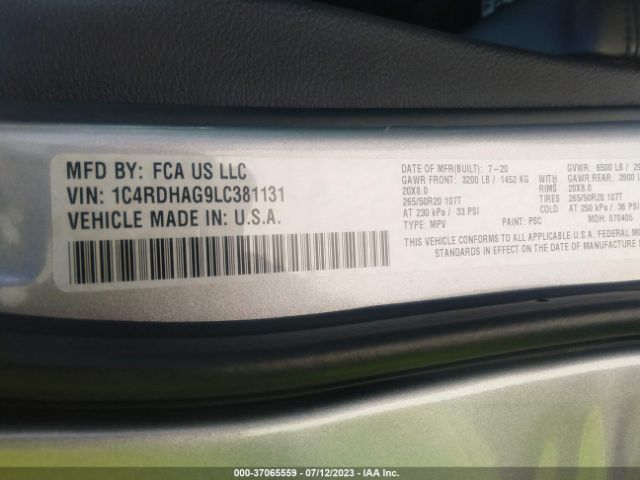 MFD BY: FCA US LLC
VIN: 1C4RDHAG9LC381131
VEHICLE MADE IN: U.S.A.
DATE OF MFR(BUILT): 7-20
GAWR FRONT: 3200 LB / 1452 KG
20X8.0
265/50R20 107T
AT 230 kPa / 33 PSI
TYPE: MPV
WITH
RIMS
TIRES
COLD
PAINT: PSC
GVWR: 6500 LB / 29
GAWR REAR: 3900
20X8.0
265/50R20 107T
AT 250 kPa / 36 PSI
MDH: 070405
THIS VEHICLE CONFORMS TO ALL APPLICABLE U.S.A. FEDERAL MO
STANDARDS IN EFFECT ON THE DATE OF MANUFACTURE
000-37065559 - 07/12/2023 - IAA Inc.